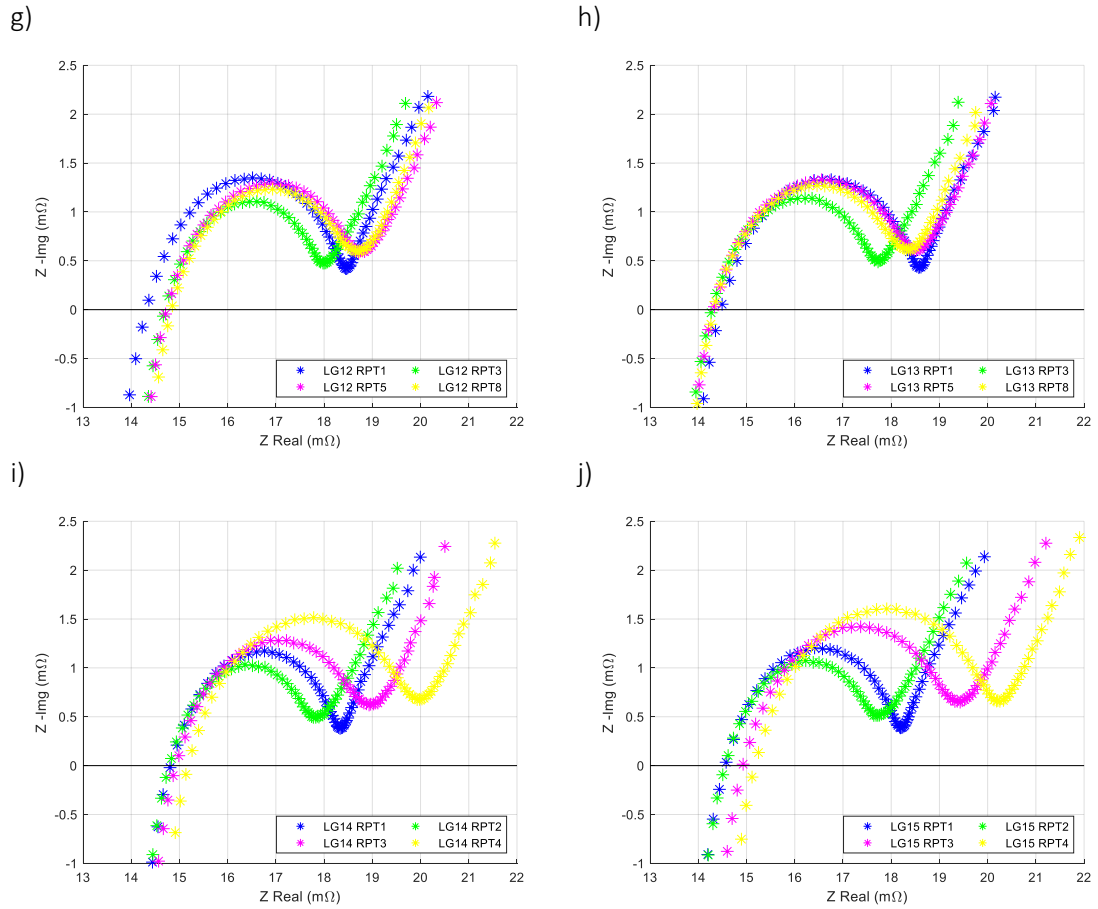 g)
h)
2.5
2
1.5
1
0.5
0
-0.5
-1
Z -Img (mΩ)
13 14 15 16 17 18 19 20 21 22
Z Real (mΩ)
LG12 RPT1 LG12 RPT3
LG12 RPT5 LG12 RPT8
2.5
2
1.5
1
0.5
0
-0.5
-1
Z -Img (mΩ)
13 14 15 16 17 18 19 20 21 22
Z Real (mΩ)
LG13 RPT1 LG13 RPT3
LG13 RPT5 LG13 RPT8
i)
j)
2.5
2
1.5
1
0.5
0
-0.5
-1
Z -Img (mΩ)
13 14 15 16 17 18 19 20 21 22
Z Real (mΩ)
LG14 RPT1 LG14 RPT2
LG14 RPT3 LG14 RPT4
2.5
2
1.5
1
0.5
0
-0.5
-1
Z -Img (mΩ)
13 14 15 16 17 18 19 20 21 22
Z Real (mΩ)
LG15 RPT1 LG15 RPT2
LG15 RPT3 LG15 RPT4